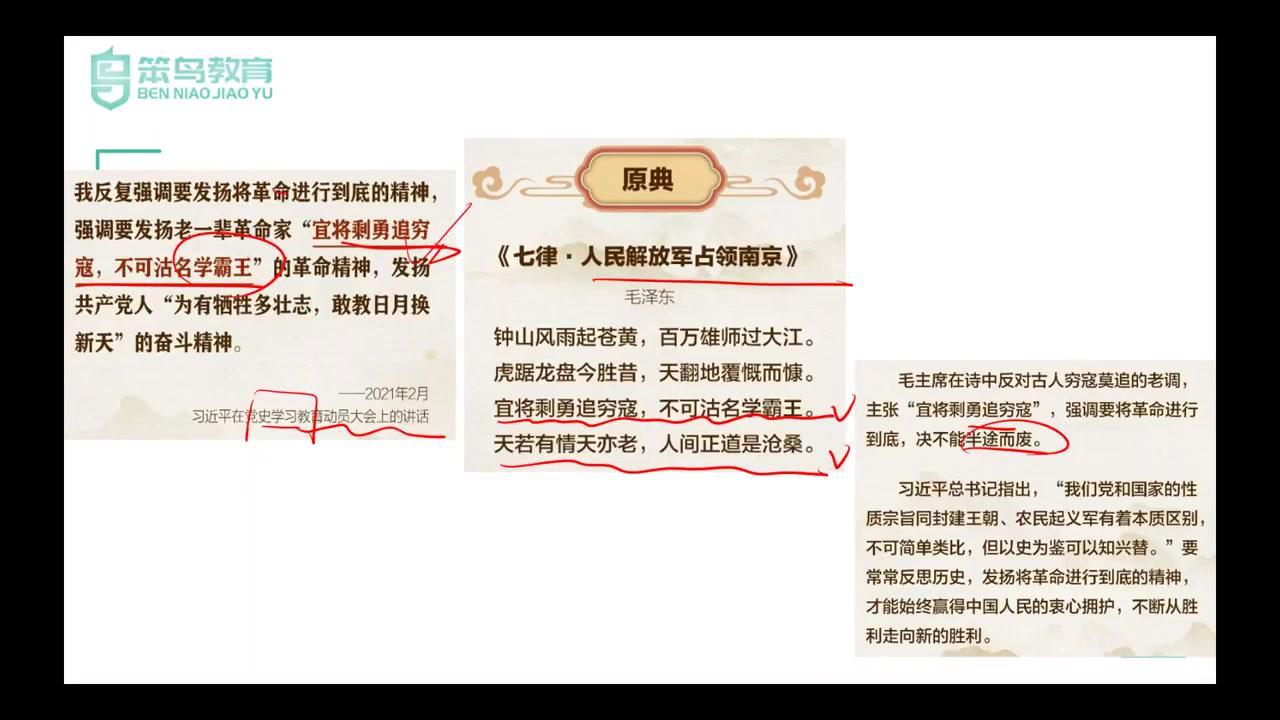 笨鸟教育
BEN NIAO JIAO YU
我反复强调要发扬将革命进行到底的精神，
强调要发扬老一辈革命家“宜将剩勇追穷
寇，不可沽名学霸王”的革命精神，发扬
共产党人“为有牺牲多壮志，敢教日月换
新天”的奋斗精神。
——2021年2月
习近平在党史学习教育动员大会上的讲话
原典
《七律·人民解放军占领南京》
毛泽东
钟山风雨起苍黄，百万雄师过大江。
虎踞龙盘今胜昔，天翻地覆慨而慷。
宜将剩勇追穷寇，不可沽名学霸王。
天若有情天亦老，人间正道是沧桑。
毛主席在诗中反对古人穷寇莫追的老调，
主张“宜将剩勇追穷寇”，强调要将革命进行
到底，决不能半途而废。
习近平总书记指出，“我们党和国家的性
质宗旨同封建王朝、农民起义军有着本质区别，
不可简单类比，但以史为鉴可以知兴替。”要
常常反思历史，发扬将革命进行到底的精神，
才能始终赢得中国人民的衷心拥护，不断从胜
利走向新的胜利。